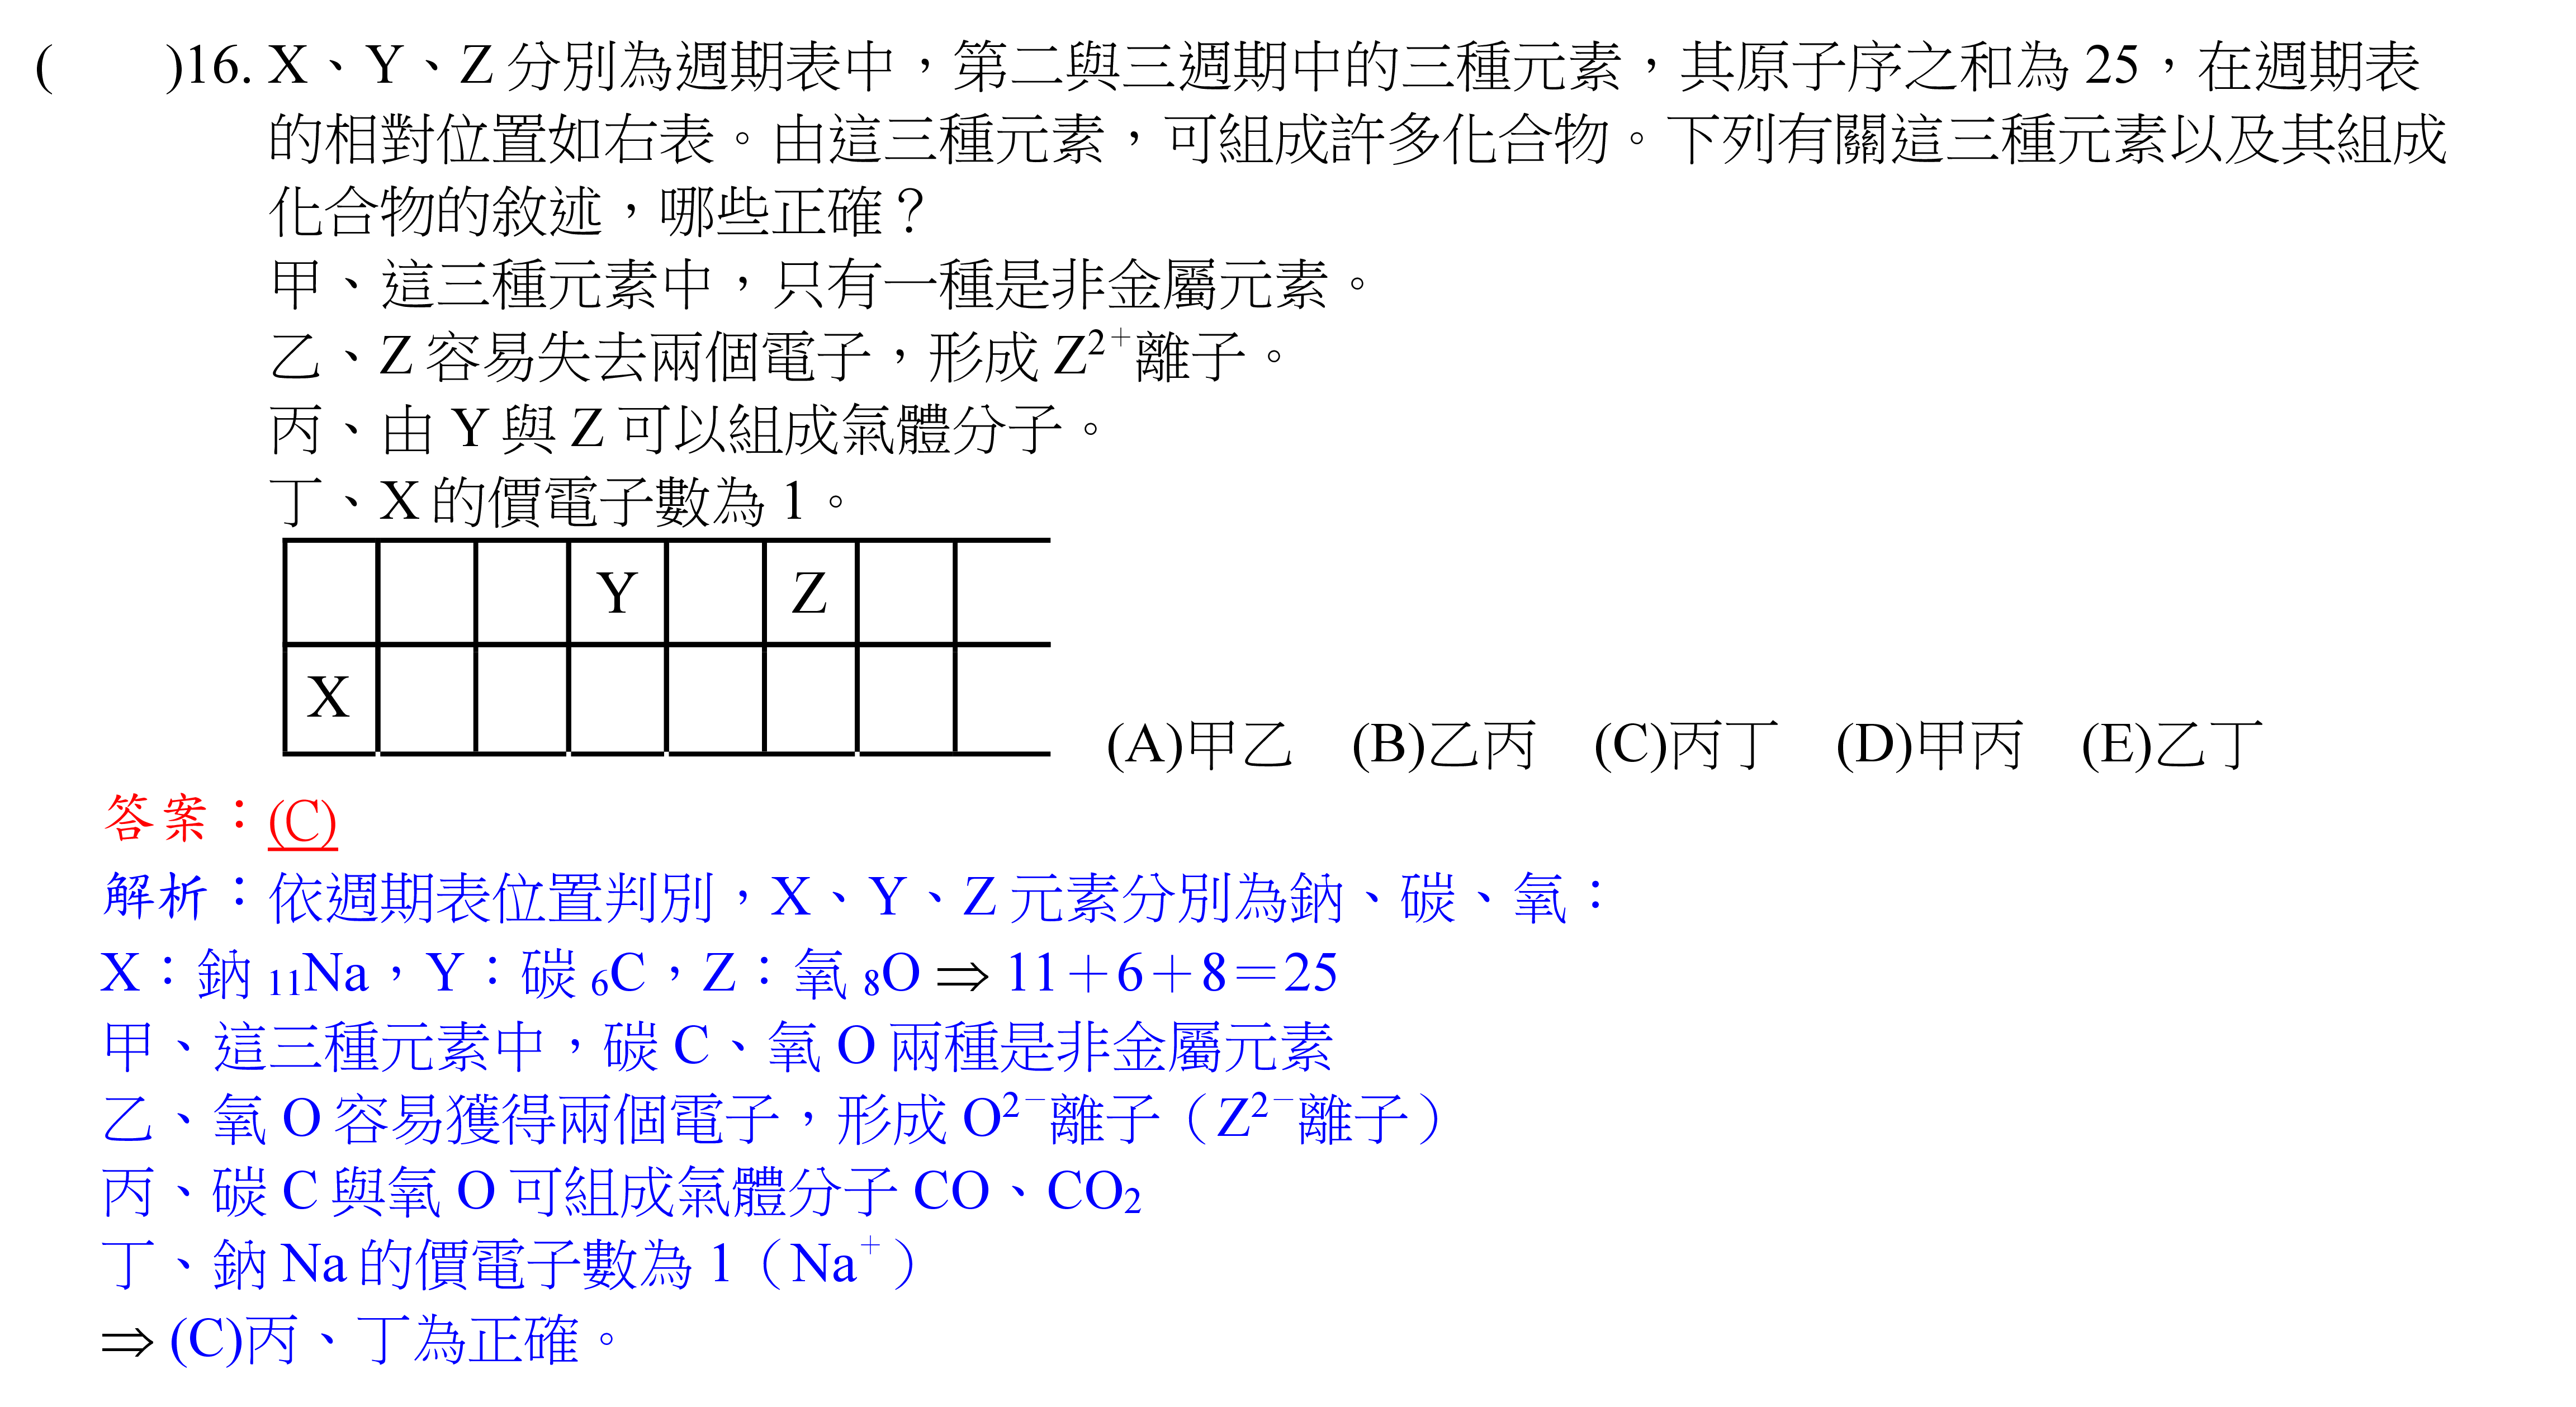 (　　)16. X、Y、Z 分別為週期表中，第二與三週期中的三種元素，其原子序之和為 25，在週期表
的相對位置如右表。由這三種元素，可組成許多化合物。下列有關這三種元素以及其組成
化合物的敘述，哪些正確？
甲、這三種元素中，只有一種是非金屬元素。
乙、Z 容易失去兩個電子，形成 Z²⁺離子。
丙、由 Y 與 Z 可以組成氣體分子。
丁、X 的價電子數為 1。
Y Z
X
(A)甲乙　(B)乙丙　(C)丙丁　(D)甲丙　(E)乙丁
答案：(C)
解析：依週期表位置判別，X、Y、Z 元素分別為鈉、碳、氧：
X：鈉 ₁₁Na，Y：碳 ₆C，Z：氧 ₈O ⇒ 11＋6＋8＝25
甲、這三種元素中，碳 C、氧 O 兩種是非金屬元素
乙、氧 O 容易獲得兩個電子，形成 O²⁻離子（Z²⁻離子）
丙、碳 C 與氧 O 可組成氣體分子 CO、CO₂
丁、鈉 Na 的價電子數為 1（Na⁺）
⇒ (C)丙、丁為正確。